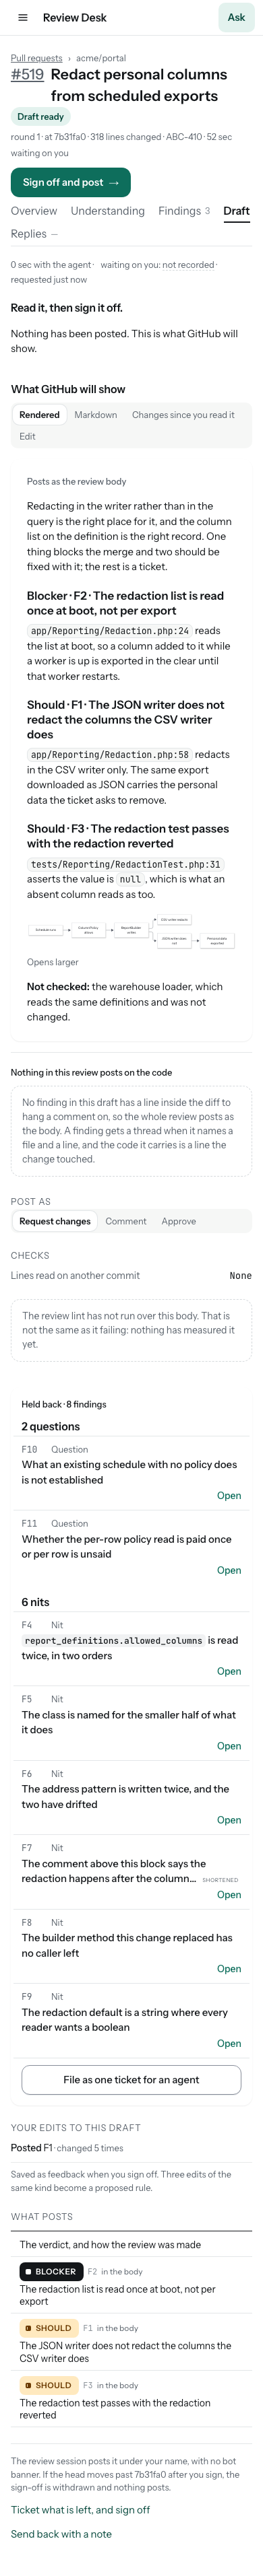 Review Desk
Ask
Pull requests › acme/portal
#519 Redact personal columns
from scheduled exports
Draft ready
round 1 · at 7b31fa0 · 318 lines changed · ABC-410 · 52 sec
waiting on you
Sign off and post →
Overview Understanding Findings 3 Draft
Replies —
0 sec with the agent · waiting on you: not recorded ·
requested just now
Read it, then sign it off.
Nothing has been posted. This is what GitHub will
show.
What GitHub will show
Rendered Markdown Changes since you read it
Edit
Posts as the review body
Redacting in the writer rather than in the
query is the right place for it, and the column
list on the definition is the right record. One
thing blocks the merge and two should be
fixed with it; the rest is a ticket.
Blocker · F2 · The redaction list is read
once at boot, not per export
app/Reporting/Redaction.php:24 reads
the list at boot, so a column added to it while
a worker is up is exported in the clear until
that worker restarts.
Should · F1 · The JSON writer does not
redact the columns the CSV writer
does
app/Reporting/Redaction.php:58 redacts
in the CSV writer only. The same export
downloaded as JSON carries the personal
data the ticket asks to remove.
Should · F3 · The redaction test passes
with the redaction reverted
tests/Reporting/RedactionTest.php:31
asserts the value is null, which is what an
absent column reads as too.
Opens larger
Not checked: the warehouse loader, which
reads the same definitions and was not
changed.
Nothing in this review posts on the code
No finding in this draft has a line inside the diff to
hang a comment on, so the whole review posts as
the body. A finding gets a thread when it names a
file and a line, and the code it carries is a line the
change touched.
POST AS
Request changes Comment Approve
CHECKS
Lines read on another commit None
The review lint has not run over this body. That is
not the same as it failing: nothing has measured it
yet.
Held back · 8 findings
2 questions
F10 Question
What an existing schedule with no policy does
is not established
Open
F11 Question
Whether the per-row policy read is paid once
or per row is unsaid
Open
6 nits
F4 Nit
report_definitions.allowed_columns is read
twice, in two orders
Open
F5 Nit
The class is named for the smaller half of what
it does
Open
F6 Nit
The address pattern is written twice, and the
two have drifted
Open
F7 Nit
The comment above this block says the
redaction happens after the column… SHORTENED
Open
F8 Nit
The builder method this change replaced has
no caller left
Open
F9 Nit
The redaction default is a string where every
reader wants a boolean
Open
File as one ticket for an agent
YOUR EDITS TO THIS DRAFT
Posted F1 · changed 5 times
Saved as feedback when you sign off. Three edits of the
same kind become a proposed rule.
WHAT POSTS
The verdict, and how the review was made
BLOCKER F2 in the body
The redaction list is read once at boot, not per
export
SHOULD F1 in the body
The JSON writer does not redact the columns the
CSV writer does
SHOULD F3 in the body
The redaction test passes with the redaction
reverted
The review session posts it under your name, with no bot
banner. If the head moves past 7b31fa0 after you sign, the
sign-off is withdrawn and nothing posts.
Ticket what is left, and sign off
Send back with a note